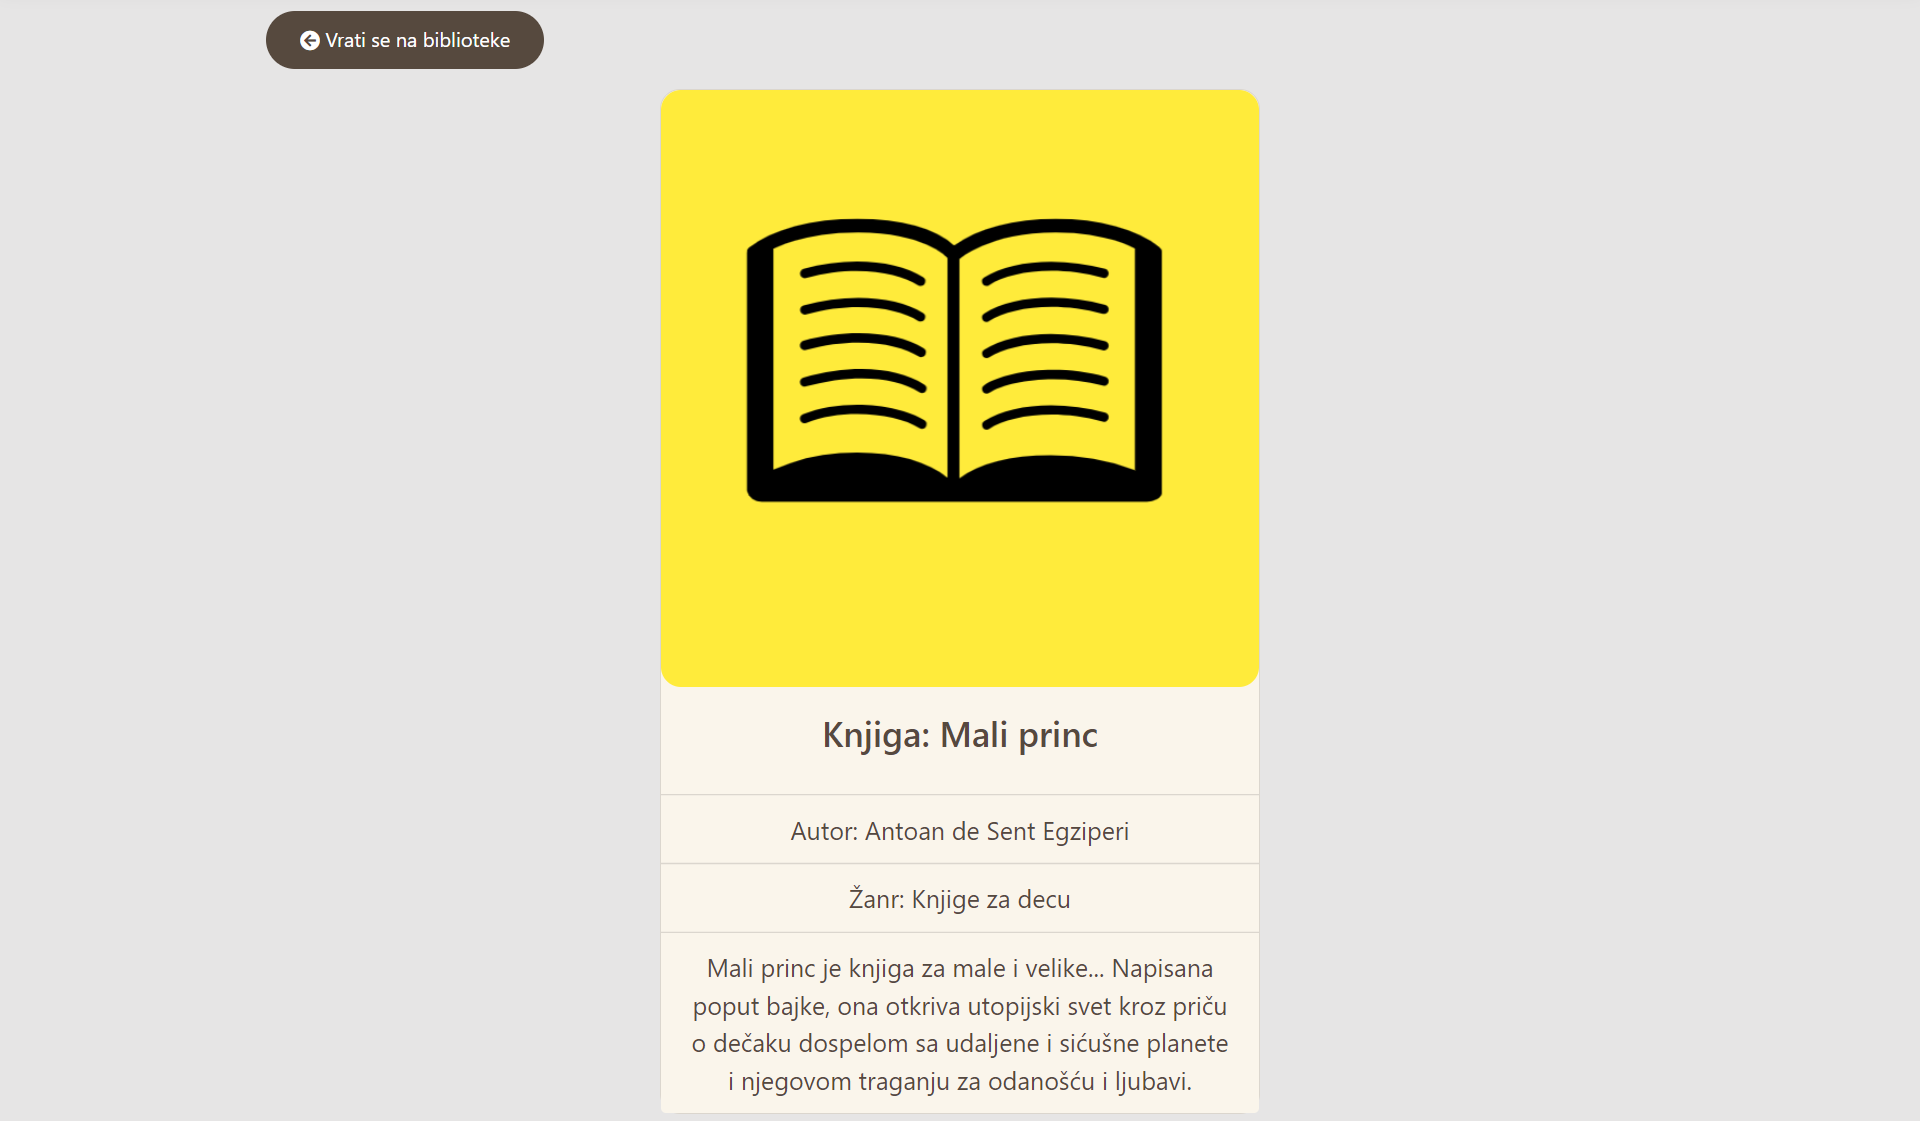 Vrati se na biblioteke
Knjiga: Mali princ
Autor: Antoan de Sent Egziperi
Žanr: Knjige za decu
Mali princ je knjiga za male i velike... Napisana
poput bajke, ona otkriva utopijski svet kroz priču
o dečaku dospelom sa udaljene i sićušne planete
i njegovom traganju za odanošću i ljubavi.